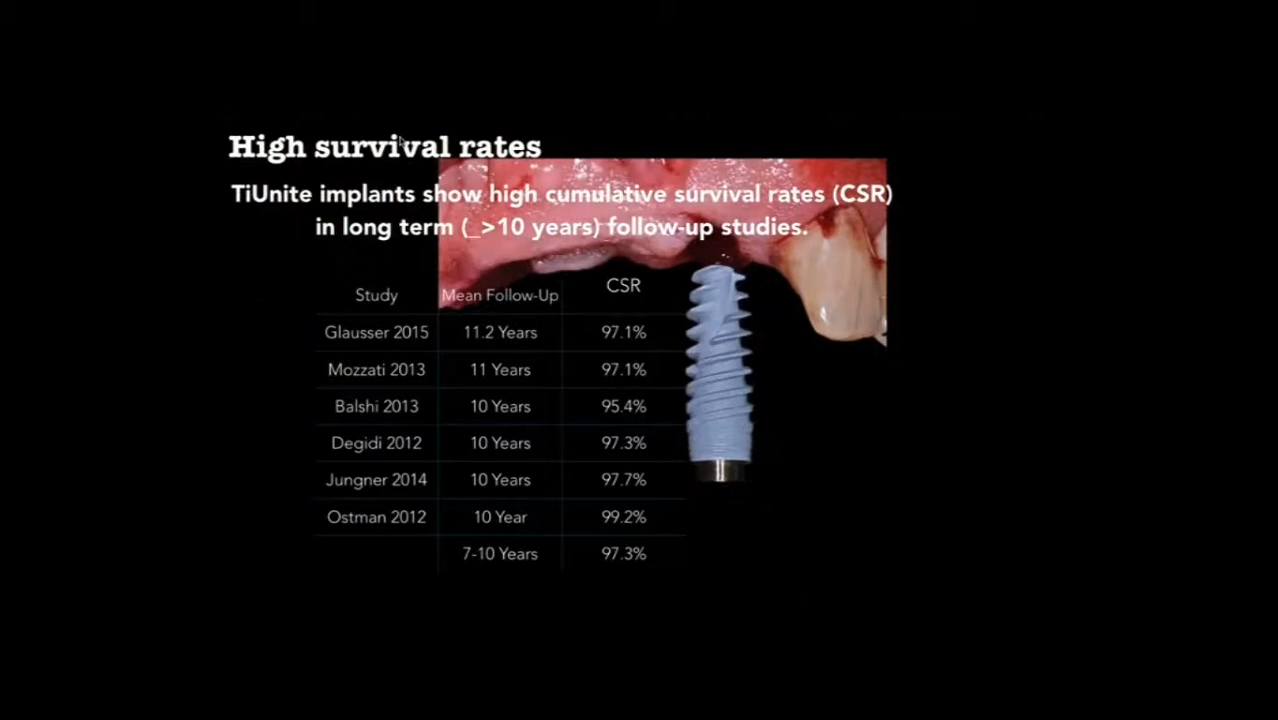 High survival rates
TiUnite implants show high cumulative survival rates (CSR)
in long term (_>10 years) follow-up studies.
Study Mean Follow-Up CSR
Glausser 2015 11.2 Years 97.1%
Mozzati 2013 11 Years 97.1%
Balshi 2013 10 Years 95.4%
Degidi 2012 10 Years 97.3%
Jungner 2014 10 Years 97.7%
Ostman 2012 10 Year 99.2%
7-10 Years 97.3%